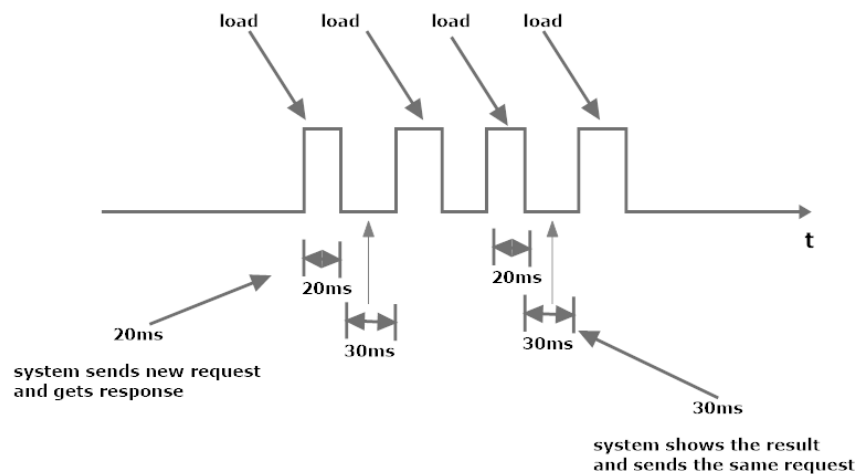 load load load load
t
20ms 20ms
30ms 30ms
20ms
system sends new request
and gets response
30ms
system shows the result
and sends the same request